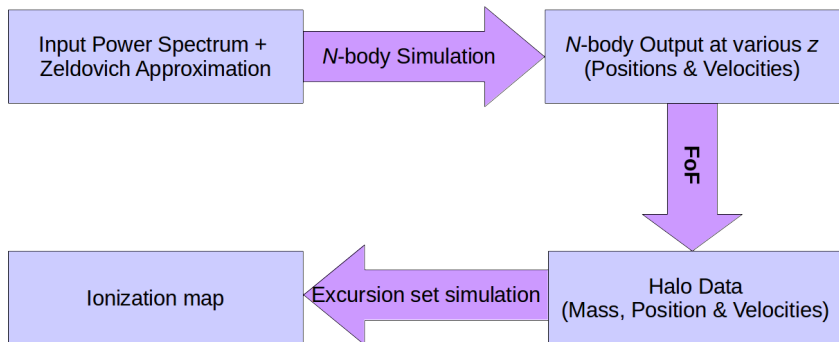 Input Power Spectrum +
Zeldovich Approximation
N-body Simulation
N-body Output at various z
(Positions & Velocities)
FoF
Halo Data
(Mass, Position & Velocities)
Excursion set simulation
Ionization map